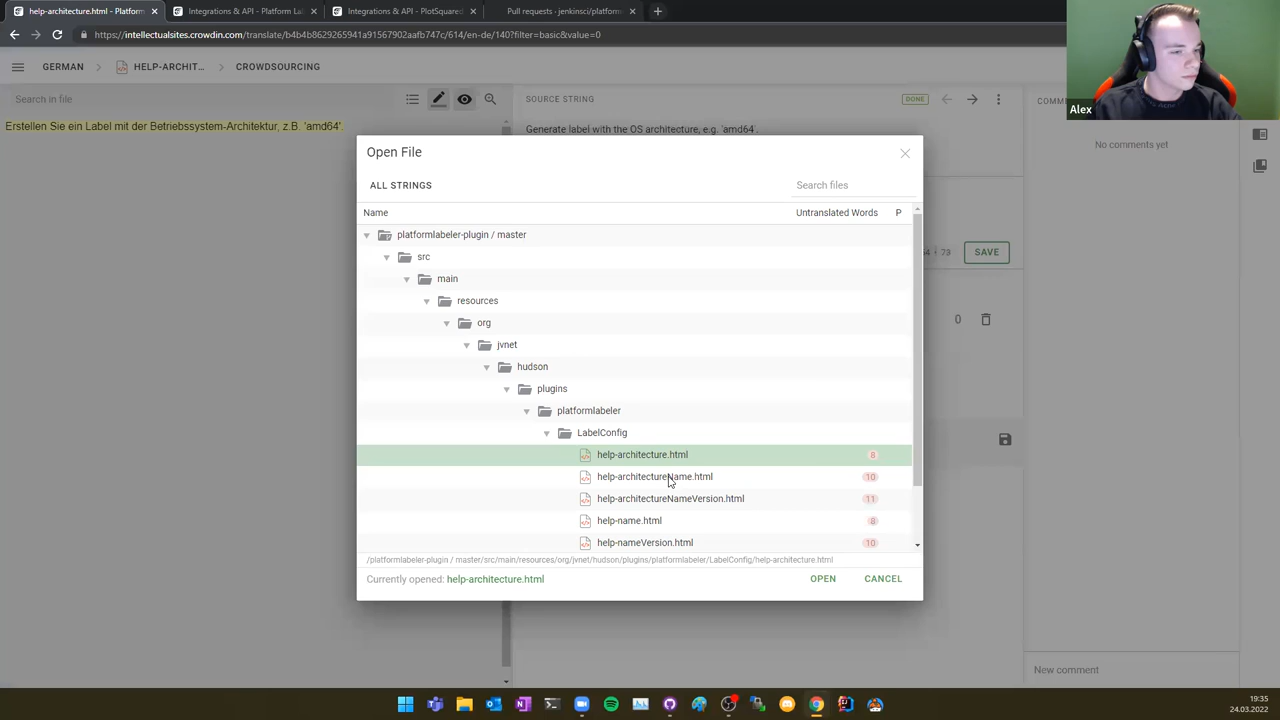 help-architecture.html - Platform
Integrations & API - Platform Lab
Integrations & API - PlotSquared
Pull requests · jenkinsci/platform
https://intellectualsites.crowdin.com/translate/b4b4b8629265941a91567902aafb747c/614/en-de/140?filter=basic&value=0
GERMAN
HELP-ARCHIT...
CROWDSOURCING
Alex
Search in file
SOURCE STRING
DONE
COMM
Erstellen Sie ein Label mit der Betriebssystem-Architektur, z.B. 'amd64'.
Generate label with the OS architecture, e.g. 'amd64'.
No comments yet
Open File
ALL STRINGS
Search files
Name
Untranslated Words
P
platformlabeler-plugin / master
src
main
resources
org
jvnet
hudson
plugins
platformlabeler
LabelConfig
help-architecture.html
8
help-architectureName.html
10
help-architectureNameVersion.html
11
help-name.html
8
help-nameVersion.html
10
/platformlabeler-plugin / master/src/main/resources/org/jvnet/hudson/plugins/platformlabeler/LabelConfig/help-architecture.html
Currently opened: help-architecture.html
OPEN
CANCEL
• 73
SAVE
0
New comment
19:35
24.03.2022